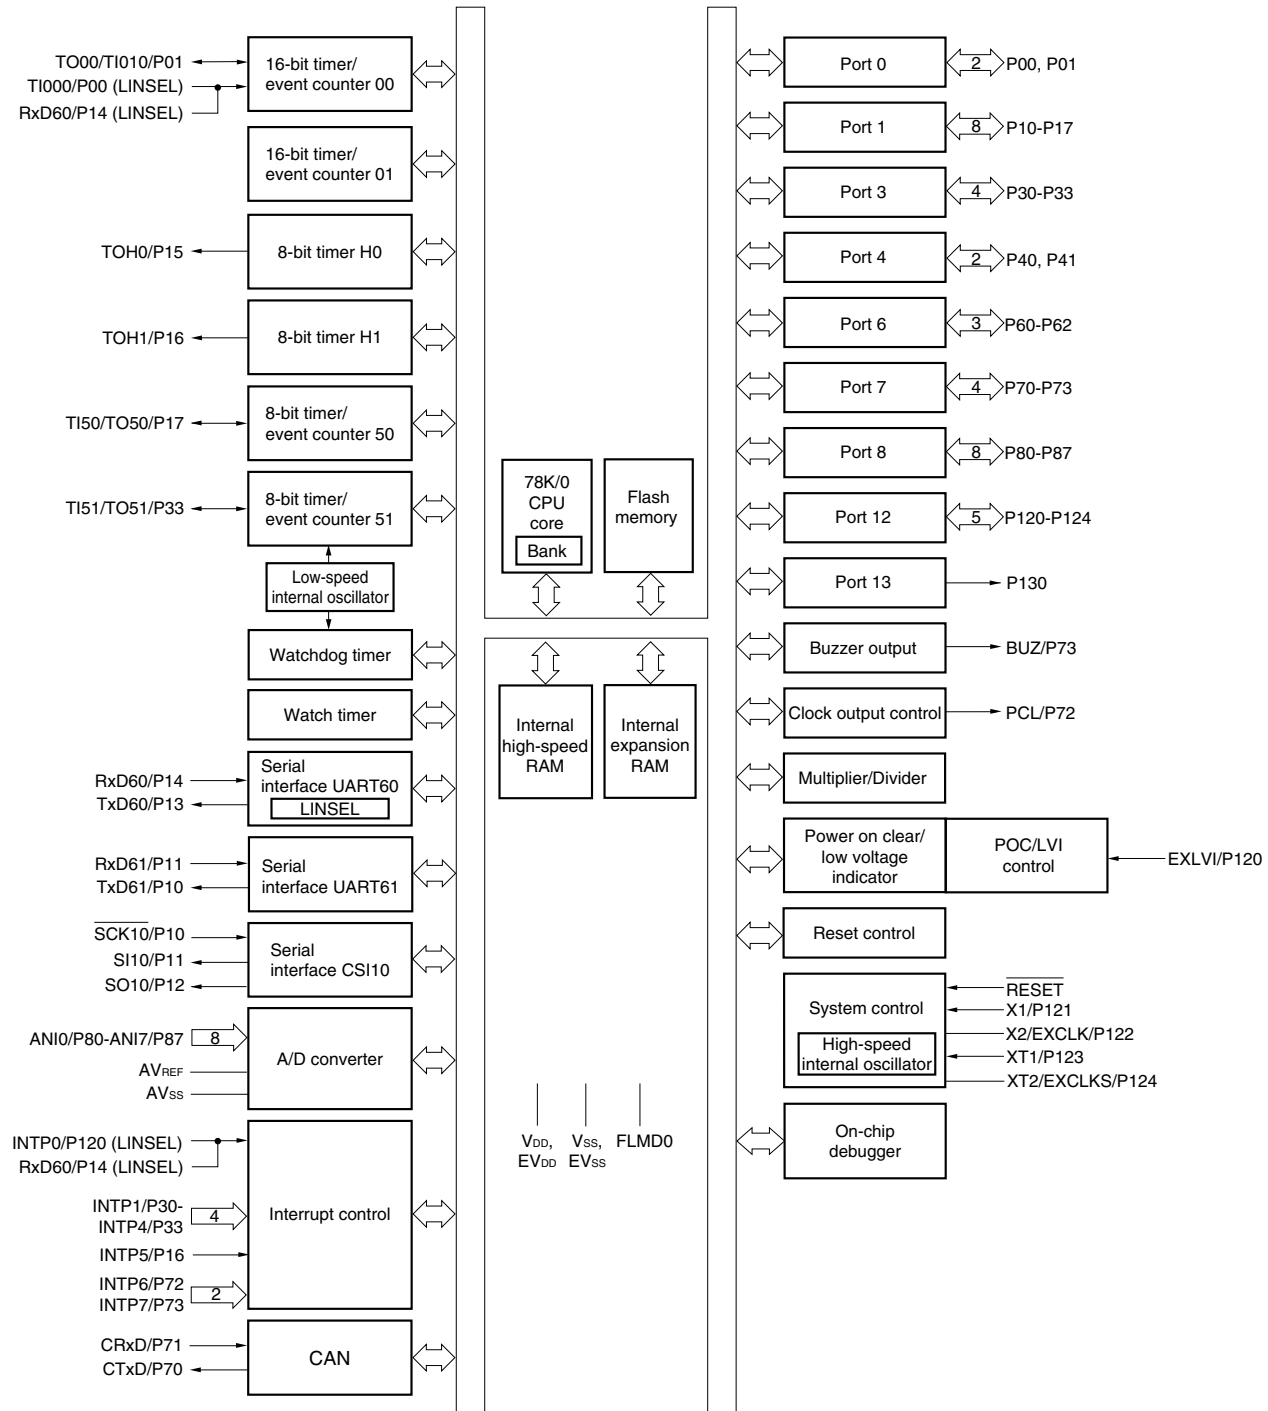 TO00/TI010/P01
TI000/P00 (LINSEL)
RxD60/P14 (LINSEL)
16-bit timer/
event counter 00
16-bit timer/
event counter 01
TOH0/P15
8-bit timer H0
TOH1/P16
8-bit timer H1
TI50/TO50/P17
8-bit timer/
event counter 50
TI51/TO51/P33
8-bit timer/
event counter 51
Low-speed
internal oscillator
Watchdog timer
Watch timer
RxD60/P14
TxD60/P13
Serial
interface UART60
LINSEL
RxD61/P11
TxD61/P10
Serial
interface UART61
SCK10/P10
SI10/P11
SO10/P12
Serial
interface CSI10
ANI0/P80-ANI7/P87
8
AVREF
AVSS
A/D converter
INTP0/P120 (LINSEL)
RxD60/P14 (LINSEL)
INTP1/P30-
INTP4/P33
4
INTP5/P16
INTP6/P72
INTP7/P73
2
Interrupt control
CRxD/P71
CTxD/P70
CAN
78K/0
CPU
core
Bank
Flash
memory
Internal
high-speed
RAM
Internal
expansion
RAM
VDD,
EVDD
VSS,
EVSS
FLMD0
Port 0
2
P00, P01
Port 1
8
P10-P17
Port 3
4
P30-P33
Port 4
2
P40, P41
Port 6
3
P60-P62
Port 7
4
P70-P73
Port 8
8
P80-P87
Port 12
5
P120-P124
Port 13
P130
Buzzer output
BUZ/P73
Clock output control
PCL/P72
Multiplier/Divider
Power on clear/
low voltage
indicator
POC/LVI
control
EXLVI/P120
Reset control
System control
High-speed
internal oscillator
RESET
X1/P121
X2/EXCLK/P122
XT1/P123
XT2/EXCLKS/P124
On-chip
debugger